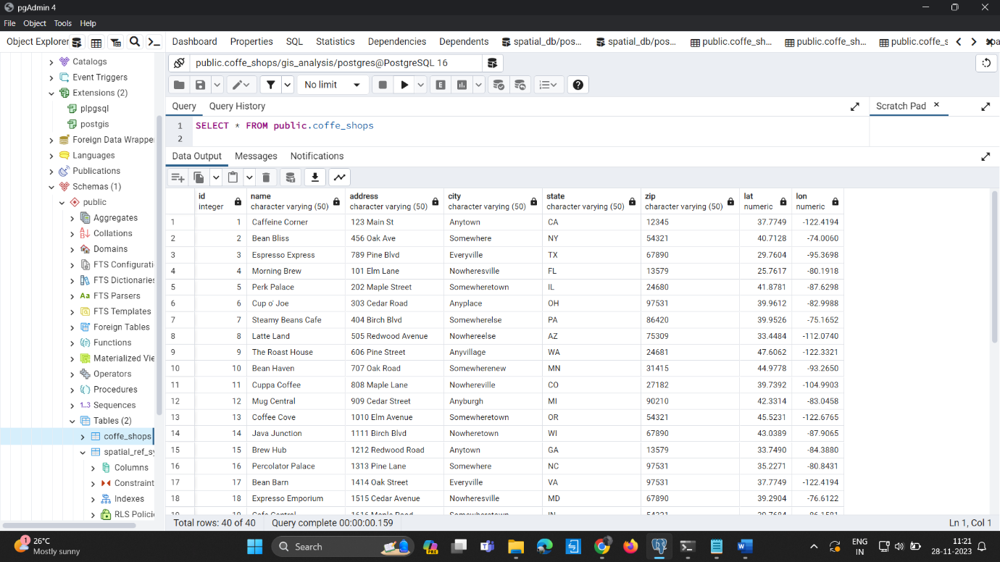 pgAdmin 4
File Object Tools Help
Object Explorer
Dashboard Properties SQL Statistics Dependencies Dependents spatial_db/pos... spatial_db/pos... public.coffe_sh... public.coffe_sh... public.coffe_s
Catalogs
Event Triggers
Extensions (2)
plpgsql
postgis
Foreign Data Wrappe
Languages
Publications
Schemas (1)
public
Aggregates
Collations
Domains
FTS Configurati
FTS Dictionaries
FTS Parsers
Aa FTS Templates
Foreign Tables
Functions
Materialized Vie
Operators
Procedures
1..3 Sequences
Tables (2)
coffe_shops
spatial_ref_sy
Columns
Constraint
Indexes
RLS Polici
public.coffe_shops/gis_analysis/postgres@PostgreSQL 16
No limit
E
Query Query History
Scratch Pad
1 SELECT * FROM public.coffe_shops
2
Data Output Messages Notifications
id name address city state zip lat lon
integer character varying (50) character varying (50) character varying (50) character varying (50) character varying (50) numeric numeric
1 1 Caffeine Corner 123 Main St Anytown CA 12345 37.7749 -122.4194
2 2 Bean Bliss 456 Oak Ave Somewhere NY 54321 40.7128 -74.0060
3 3 Espresso Express 789 Pine Blvd Everyville TX 67890 29.7604 -95.3698
4 4 Morning Brew 101 Elm Lane Nowheresville FL 13579 25.7617 -80.1918
5 5 Perk Palace 202 Maple Street Somewheretown IL 24680 41.8781 -87.6298
6 6 Cup o' Joe 303 Cedar Road Anyplace OH 97531 39.9612 -82.9988
7 7 Steamy Beans Cafe 404 Birch Blvd Somewherelse PA 86420 39.9526 -75.1652
8 8 Latte Land 505 Redwood Avenue Nowhereelse AZ 75309 33.4484 -112.0740
9 9 The Roast House 606 Pine Street Anyvillage WA 24681 47.6062 -122.3321
10 10 Bean Haven 707 Oak Road Somewherenew MN 31415 44.9778 -93.2650
11 11 Cuppa Coffee 808 Maple Lane Nowhereville CO 27182 39.7392 -104.9903
12 12 Mug Central 909 Cedar Street Anyburgh MI 90210 42.3314 -83.0458
13 13 Coffee Cove 1010 Elm Avenue Somewheretown OR 54321 45.5231 -122.6765
14 14 Java Junction 1111 Birch Blvd Nowheretown WI 67890 43.0389 -87.9065
15 15 Brew Hub 1212 Redwood Road Anytown GA 13579 33.7490 -84.3880
16 16 Percolator Palace 1313 Pine Lane Somewhere NC 97531 35.2271 -80.8431
17 17 Bean Barn 1414 Oak Street Everyville VA 97531 37.7749 -122.4194
18 18 Expresso Emporium 1515 Cedar Avenue Nowheresville MD 67890 39.2904 -76.6122
Total rows: 40 of 40 Query complete 00:00:00.159 Ln 1, Col 1
1 26°C
Mostly sunny
Search
PRE
ENG
IN
11:21
28-11-2023